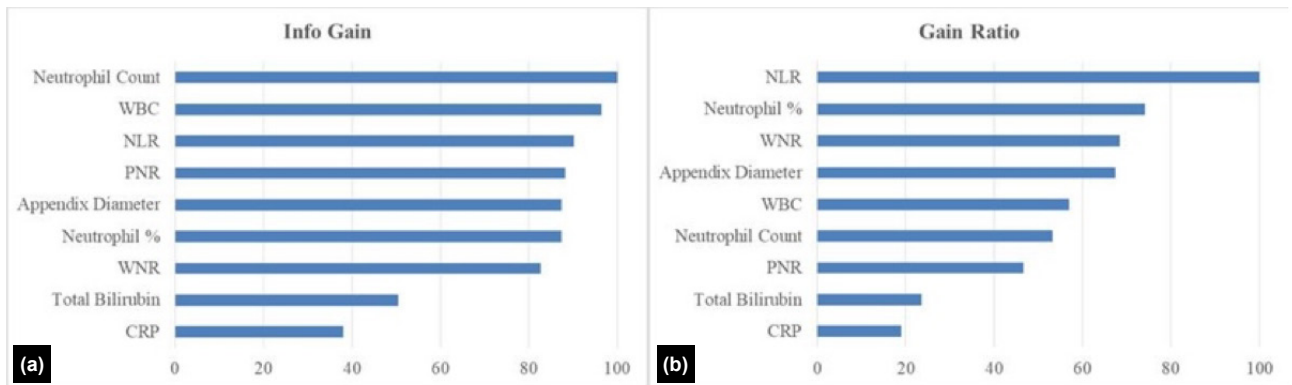 Info Gain
Neutrophil Count
WBC
NLR
PNR
Appendix Diameter
Neutrophil %
WNR
Total Bilirubin
CRP
0 20 40 60 80 100
(a)
Gain Ratio
NLR
Neutrophil %
WNR
Appendix Diameter
WBC
Neutrophil Count
PNR
Total Bilirubin
CRP
0 20 40 60 80 100
(b)